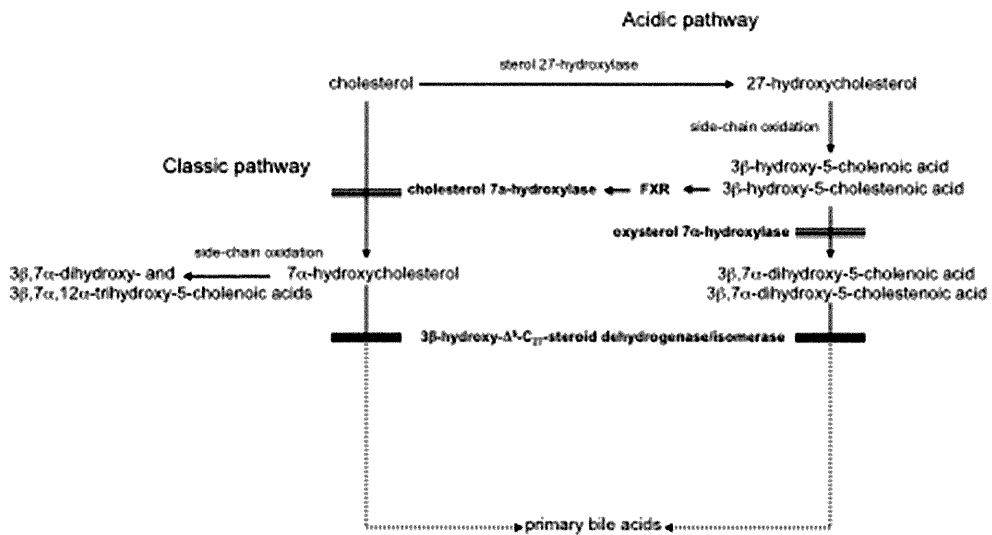 Acidic pathway
sterol 27-hydroxylase
cholesterol
27-hydroxycholesterol
side-chain oxidation
Classic pathway
3β-hydroxy-5-cholenoic acid
cholesterol 7a-hydroxylase
FXR
3β-hydroxy-5-cholestenoic acid
oxysterol 7α-hydroxylase
side-chain oxidation
3β,7α-dihydroxy- and
7α-hydroxycholesterol
3β,7α-dihydroxy-5-cholenoic acid
3β,7α,12α-trihydroxy-5-cholenoic acids
3β,7α-dihydroxy-5-cholestenoic acid
3β-hydroxy-Δ⁵-C₂₇-steroid dehydrogenase/isomerase
primary bile acids